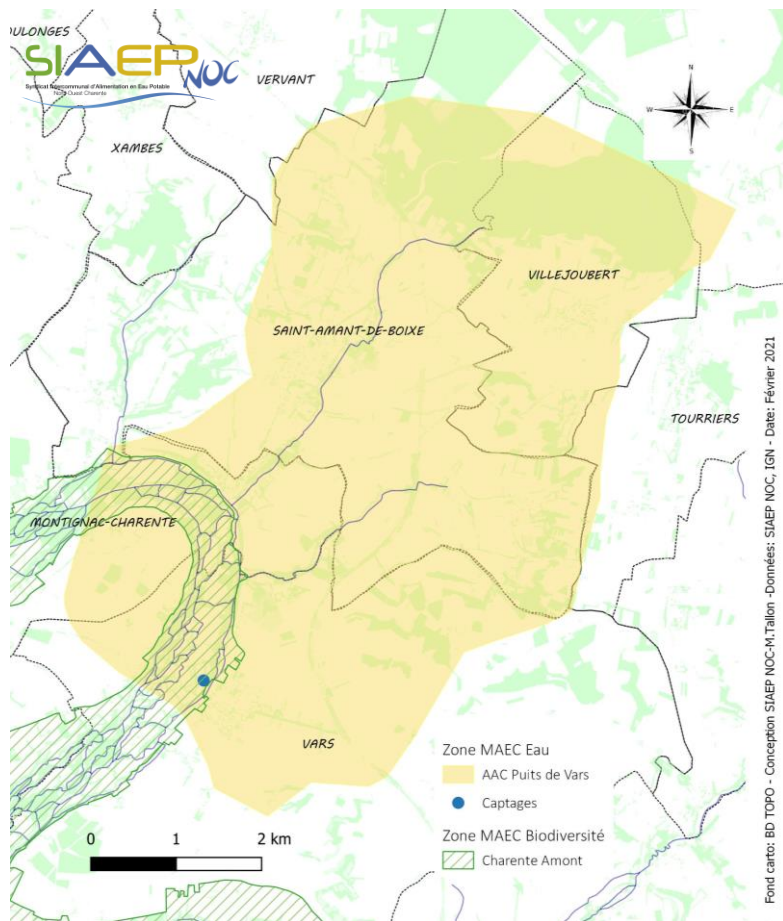 OULONGES
SIAEP NOC
Syndicat Intercommunal d'Alimentation en Eau Potable
Nord Ouest Charente
VERVANT
XAMBES
N
W
E
S
VILLEJOUBERT
SAINT-AMANT-DE-BOIXE
TOURRIERS
MONTIGNAC-CHARENTE
VARS
Zone MAEC Eau
AAC Puits de Vars
Captages
Zone MAEC Biodiversité
Charente Amont
0 1 2 km
Fond carto: BD TOPO - Conception SIAEP NOC-M,Tallon -Données: SIAEP NOC, IGN - Date: Février 2021